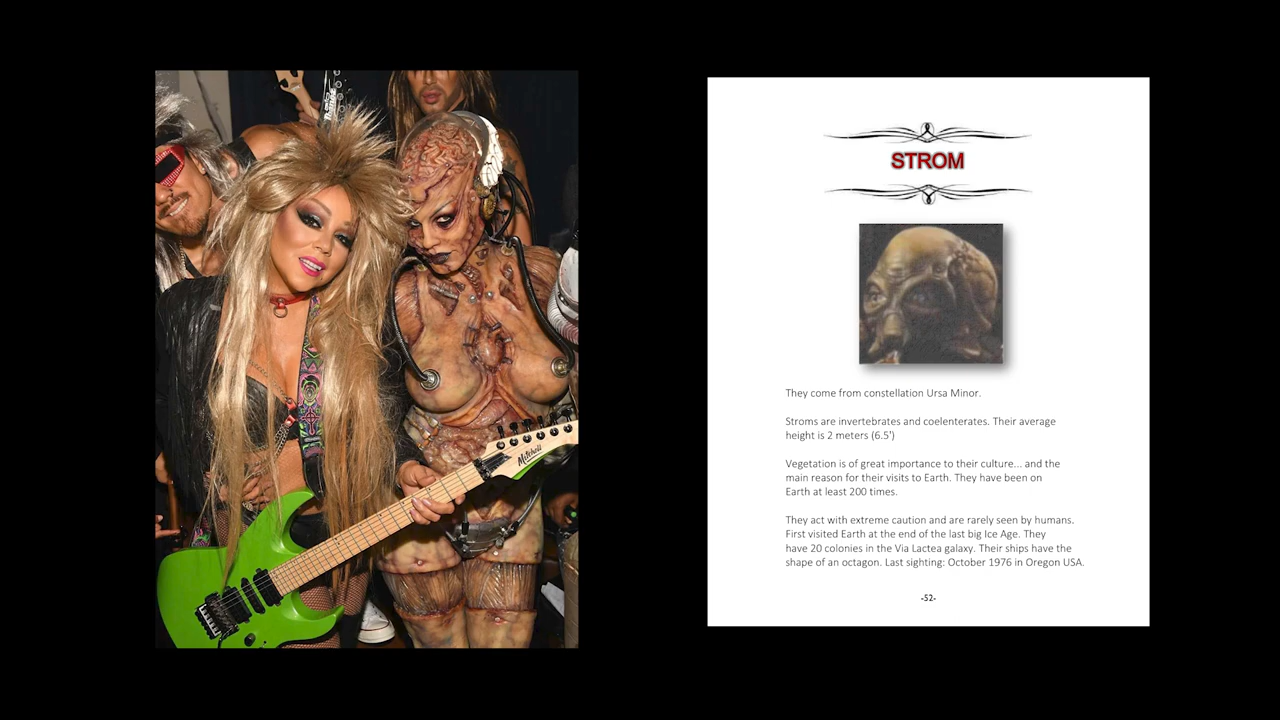 Mitchell
STROM
They come from constellation Ursa Minor.
Stroms are invertebrates and coelenterates. Their average
height is 2 meters (6.5')
Vegetation is of great importance to their culture... and the
main reason for their visits to Earth. They have been on
Earth at least 200 times.
They act with extreme caution and are rarely seen by humans.
First visited Earth at the end of the last big Ice Age. They
have 20 colonies in the Via Lactea galaxy. Their ships have the
shape of an octagon. Last sighting: October 1976 in Oregon USA.
-52-